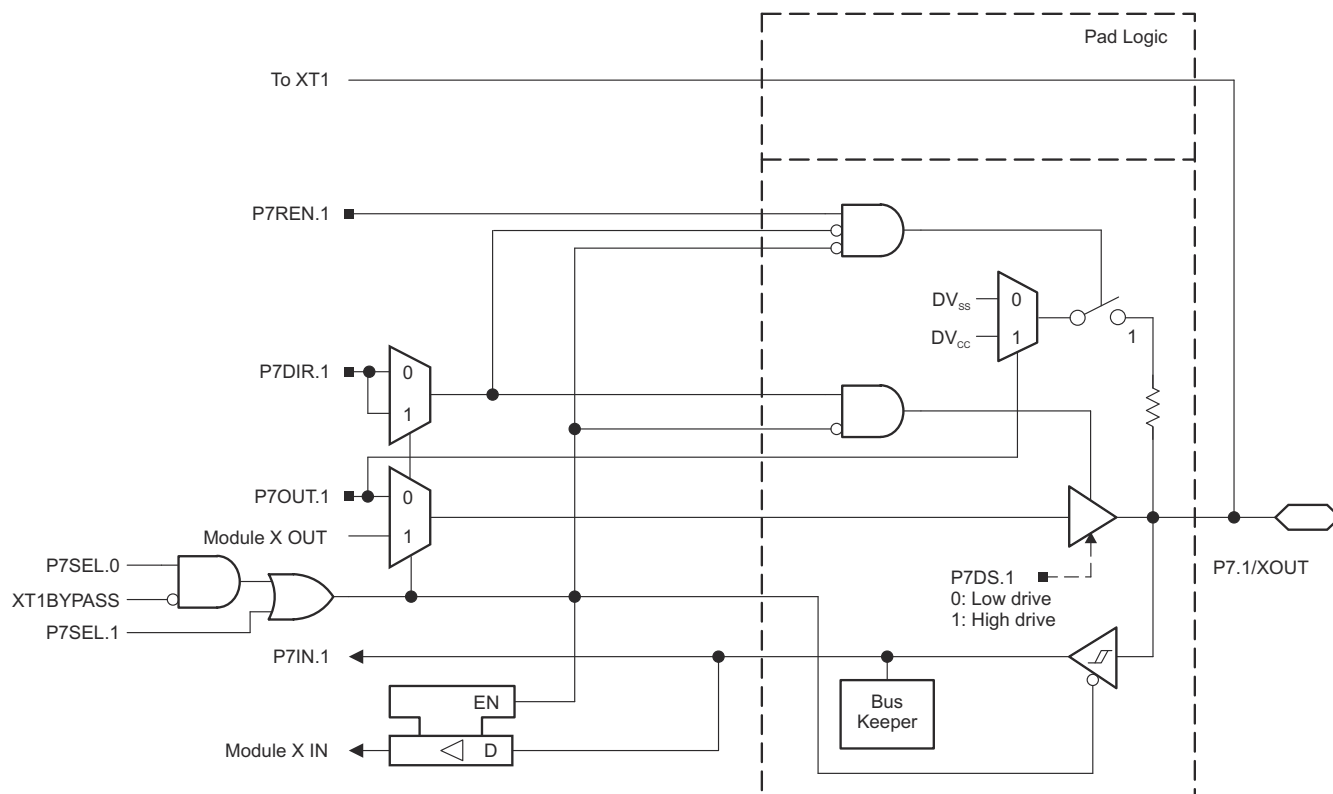 Pad Logic
To XT1
P7REN.1
DVSS
0
DVCC
1
1
P7DIR.1
0
1
P7OUT.1
0
Module X OUT
1
P7SEL.0
XT1BYPASS
P7SEL.1
P7DS.1
0: Low drive
1: High drive
P7.1/XOUT
P7IN.1
EN
Bus
Keeper
Module X IN
D